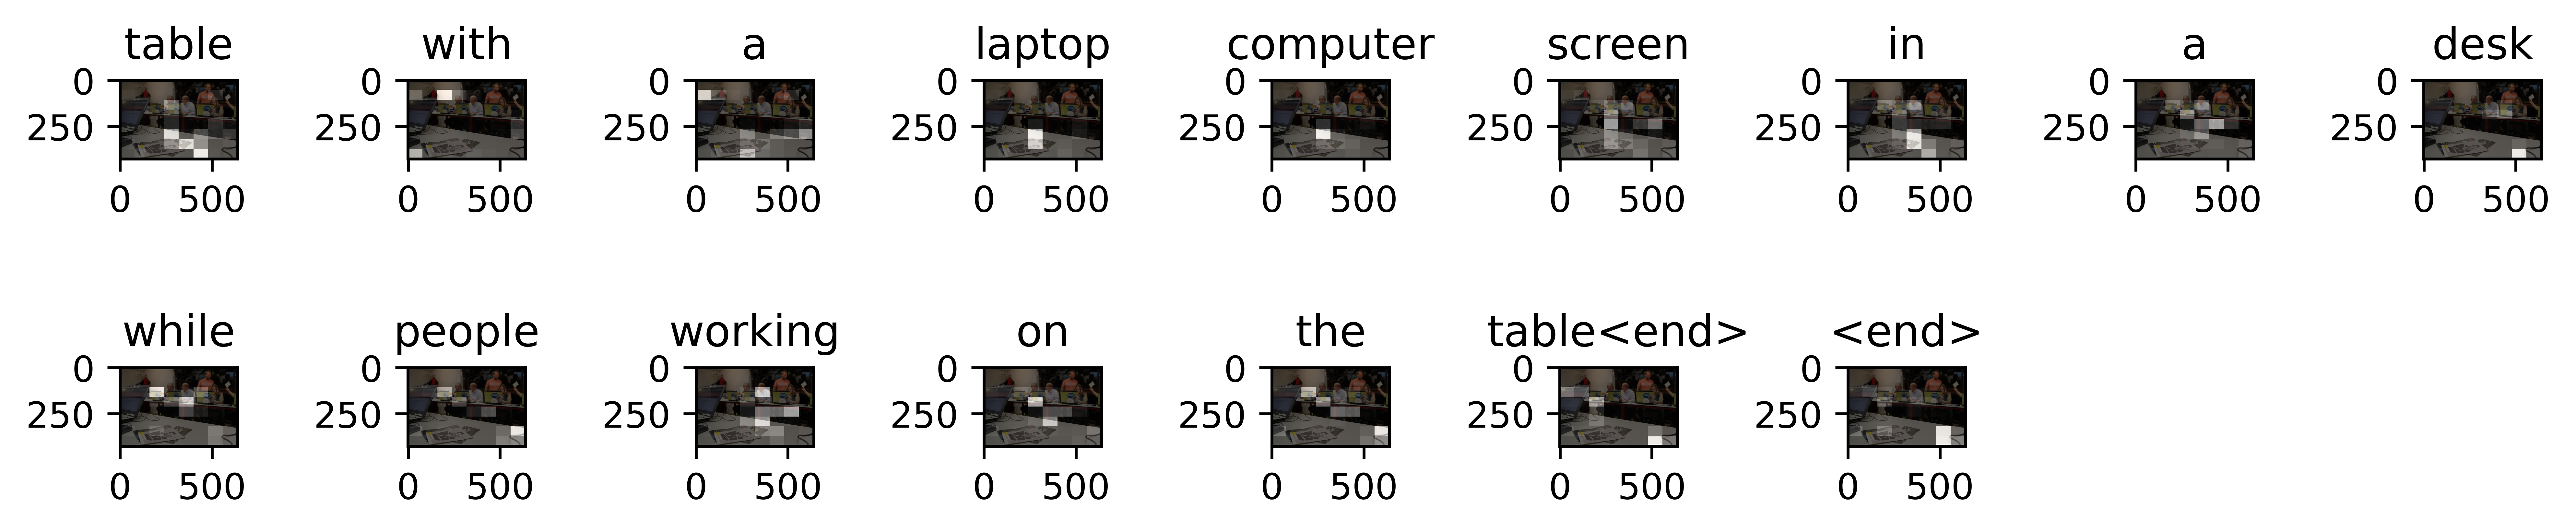 table with a laptop computer screen in a desk
0 0 0 0 0 0 0 0 0
250 250 250 250 250 250 250 250 250
0 500 0 500 0 500 0 500 0 500 0 500 0 500 0 500 0 500
while people working on the table<end> <end>
0 0 0 0 0 0 0
250 250 250 250 250 250 250
0 500 0 500 0 500 0 500 0 500 0 500 0 500